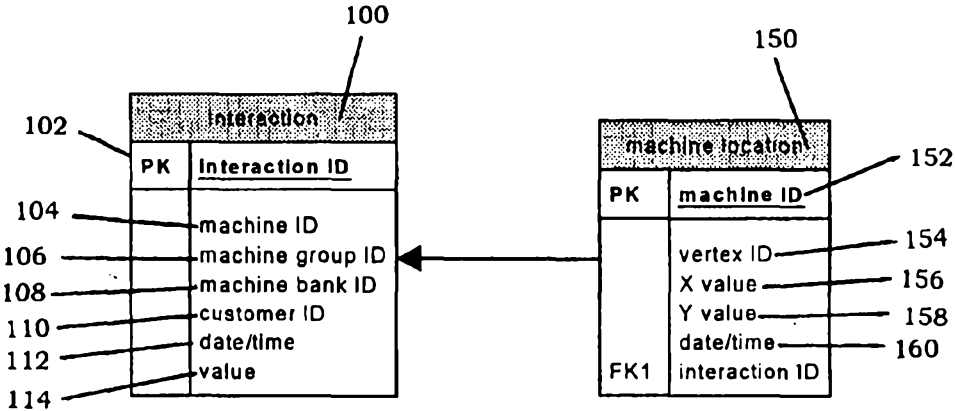 100
Interaction
102
PK Interaction ID
104
machine ID
106
machine group ID
108
machine bank ID
110
customer ID
112
date/time
114
value
150
machine location
152
PK machine ID
154
vertex ID
156
X value
158
Y value
160
date/time
FK1 interaction ID